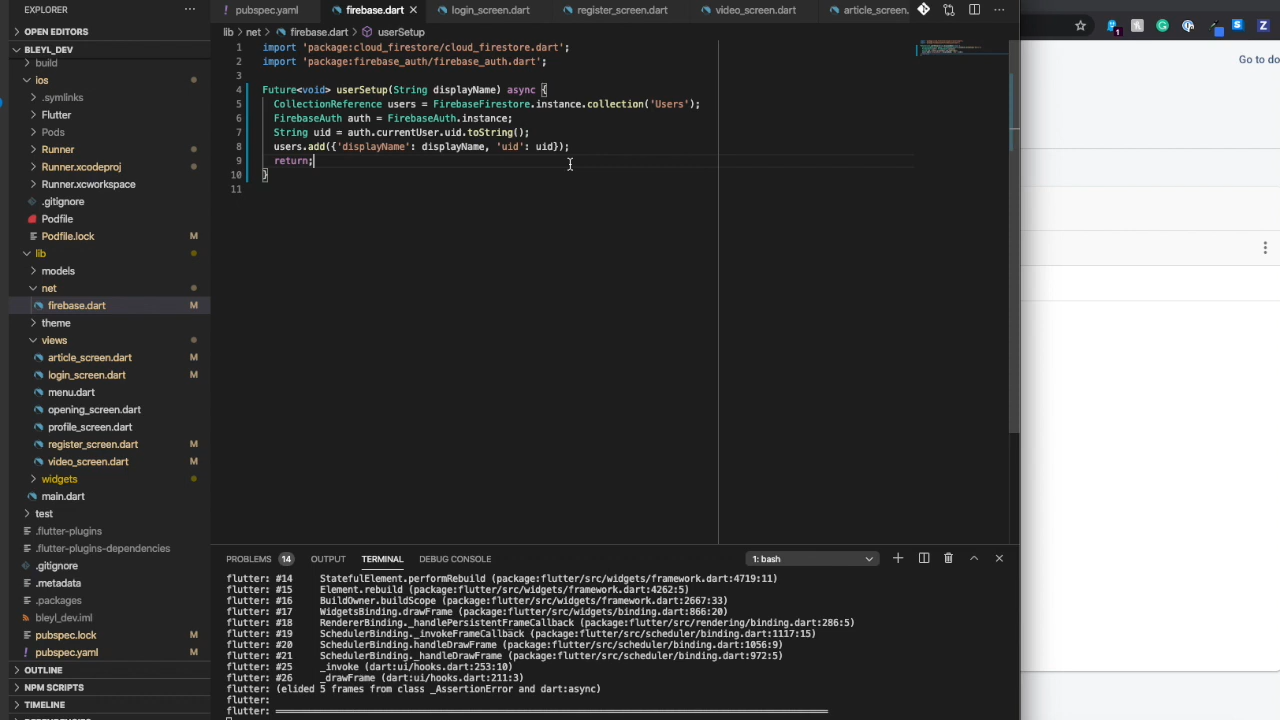 EXPLORER
OPEN EDITORS
BLEYL_DEV
build
ios
.symlinks
Flutter
Pods
Runner
Runner.xcodeproj
Runner.xcworkspace
.gitignore
Podfile
Podfile.lock M
lib
models
net
firebase.dart M
theme
views
article_screen.dart M
login_screen.dart M
menu.dart
opening_screen.dart
profile_screen.dart
register_screen.dart M
video_screen.dart M
widgets
main.dart
test
.flutter-plugins
.flutter-plugins-dependencies
.gitignore
.metadata
.packages
bleyl_dev.iml
pubspec.lock M
pubspec.yaml M
OUTLINE
NPM SCRIPTS
TIMELINE
pubspec.yaml firebase.dart login_screen.dart register_screen.dart video_screen.dart article_screen.
lib > net > firebase.dart > userSetup
1 import 'package:cloud_firestore/cloud_firestore.dart';
2 import 'package:firebase_auth/firebase_auth.dart';
3
4 Future<void> userSetup(String displayName) async {
5 CollectionReference users = FirebaseFirestore.instance.collection('Users');
6 FirebaseAuth auth = FirebaseAuth.instance;
7 String uid = auth.currentUser.uid.toString();
8 users.add({'displayName': displayName, 'uid': uid});
9 return;
10 }
11
PROBLEMS 14 OUTPUT TERMINAL DEBUG CONSOLE 1: bash
flutter: #14 StatefulElement.performRebuild (package:flutter/src/widgets/framework.dart:4719:11)
flutter: #15 Element.rebuild (package:flutter/src/widgets/framework.dart:4262:5)
flutter: #16 BuildOwner.buildScope (package:flutter/src/widgets/framework.dart:2667:33)
flutter: #17 WidgetsBinding.drawFrame (package:flutter/src/widgets/binding.dart:866:20)
flutter: #18 RendererBinding._handlePersistentFrameCallback (package:flutter/src/rendering/binding.dart:286:5)
flutter: #19 SchedulerBinding._invokeFrameCallback (package:flutter/src/scheduler/binding.dart:1117:15)
flutter: #20 SchedulerBinding.handleDrawFrame (package:flutter/src/scheduler/binding.dart:1056:9)
flutter: #21 SchedulerBinding._handleDrawFrame (package:flutter/src/scheduler/binding.dart:972:5)
flutter: #25 _invoke (dart:ui/hooks.dart:253:10)
flutter: #26 _drawFrame (dart:ui/hooks.dart:211:3)
flutter: (elided 5 frames from class _AssertionError and dart:async)
flutter:
flutter: ════════════════════════════════════════
1 S Z
Go to do